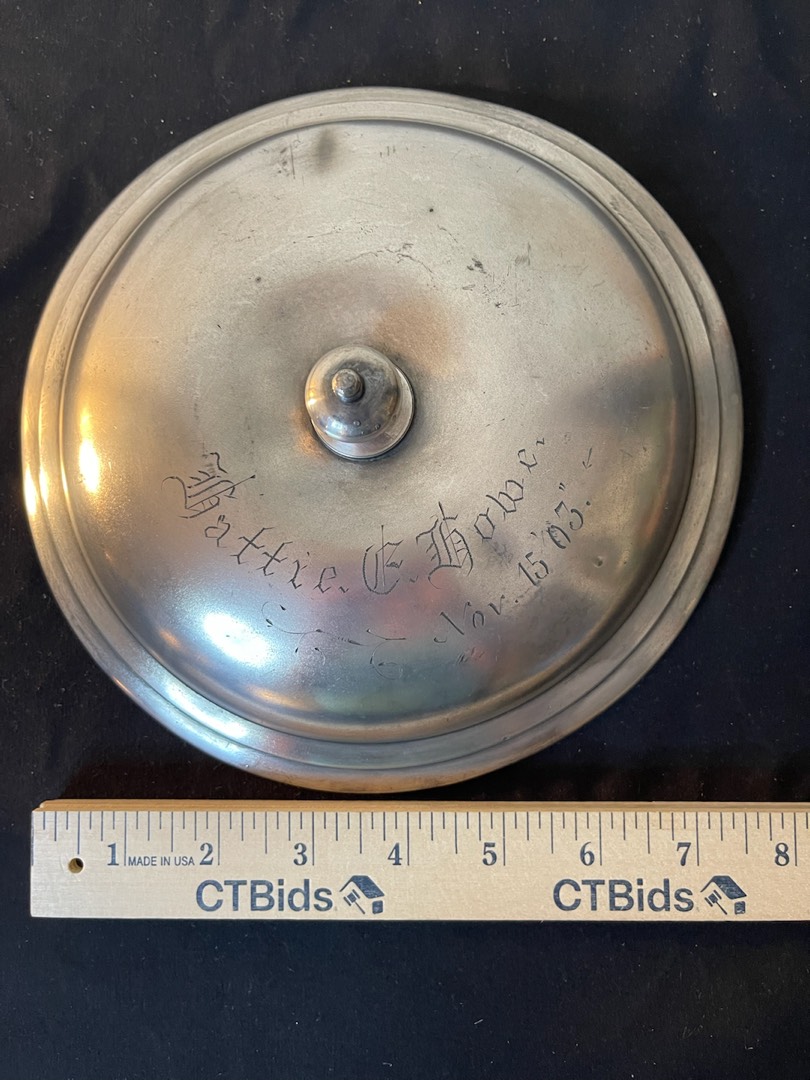 Hattie. E. Howe.
Nov. 15 '03."
1 MADE IN USA 2 3 4 5 6 7 8
CTBids CTBids